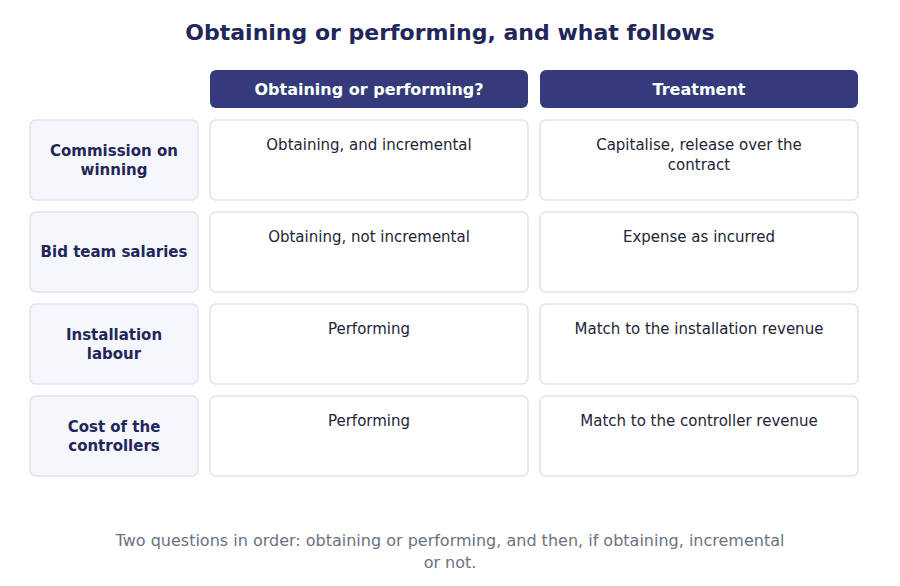 Obtaining or performing, and what follows
Obtaining or performing?
Treatment
Commission on
winning
Obtaining, and incremental
Capitalise, release over the
contract
Bid team salaries
Obtaining, not incremental
Expense as incurred
Installation
labour
Performing
Match to the installation revenue
Cost of the
controllers
Performing
Match to the controller revenue
Two questions in order: obtaining or performing, and then, if obtaining, incremental
or not.